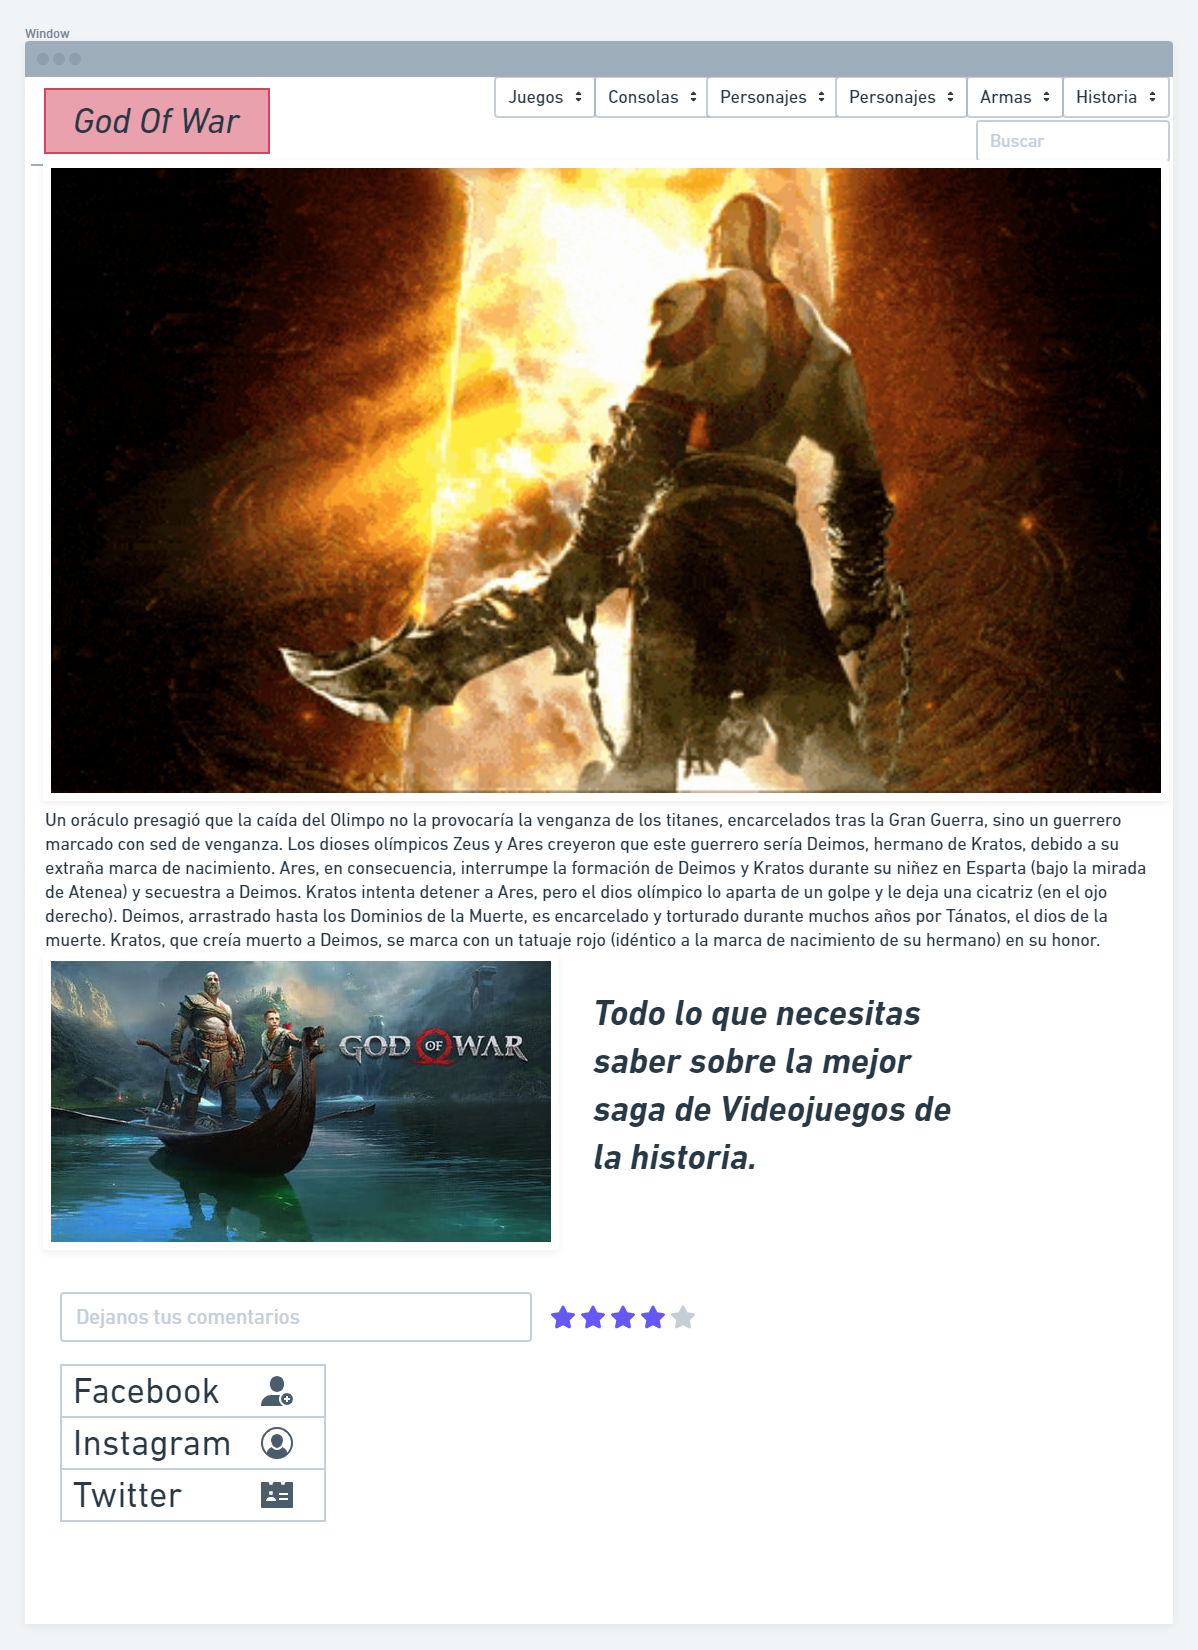 Window
God Of War
Juegos Consolas Personajes Personajes Armas Historia
Buscar
Un oráculo presagió que la caída del Olimpo no la provocaría la venganza de los titanes, encarcelados tras la Gran Guerra, sino un guerrero
marcado con sed de venganza. Los dioses olímpicos Zeus y Ares creyeron que este guerrero sería Deimos, hermano de Kratos, debido a su
extraña marca de nacimiento. Ares, en consecuencia, interrumpe la formación de Deimos y Kratos durante su niñez en Esparta (bajo la mirada
de Atenea) y secuestra a Deimos. Kratos intenta detener a Ares, pero el dios olímpico lo aparta de un golpe y le deja una cicatriz (en el ojo
derecho). Deimos, arrastrado hasta los Dominios de la Muerte, es encarcelado y torturado durante muchos años por Tánatos, el dios de la
muerte. Kratos, que creía muerto a Deimos, se marca con un tatuaje rojo (idéntico a la marca de nacimiento de su hermano) en su honor.
GOD OF WAR
Todo lo que necesitas
saber sobre la mejor
saga de Videojuegos de
la historia.
Dejanos tus comentarios
Facebook
Instagram
Twitter